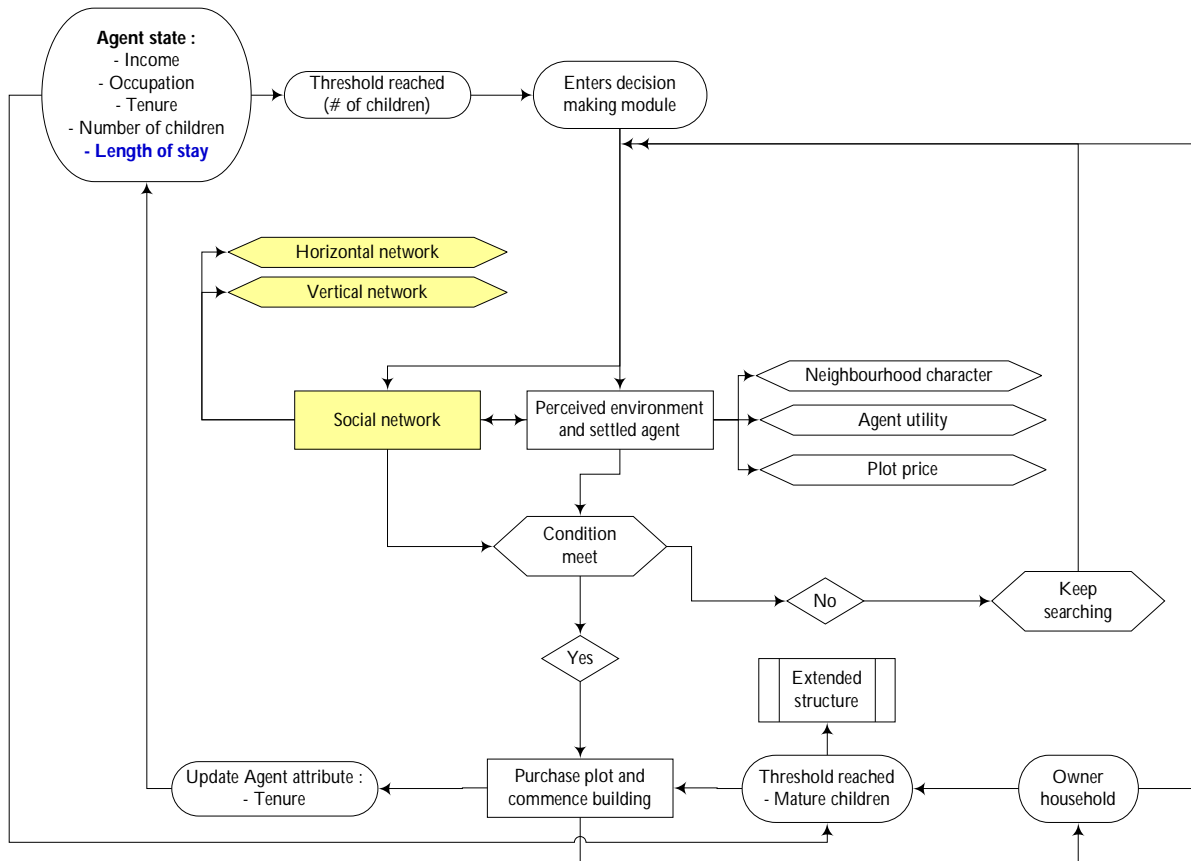 Agent state :
- Income
- Occupation
- Tenure
- Number of children
- Length of stay
Threshold reached
(# of children)
Enters decision
making module
Horizontal network
Vertical network
Social network
Perceived environment
and settled agent
Neighbourhood character
Agent utility
Plot price
Condition
meet
No
Keep
searching
Yes
Extended
structure
Update Agent attribute :
- Tenure
Purchase plot and
commence building
Threshold reached
- Mature children
Owner
household